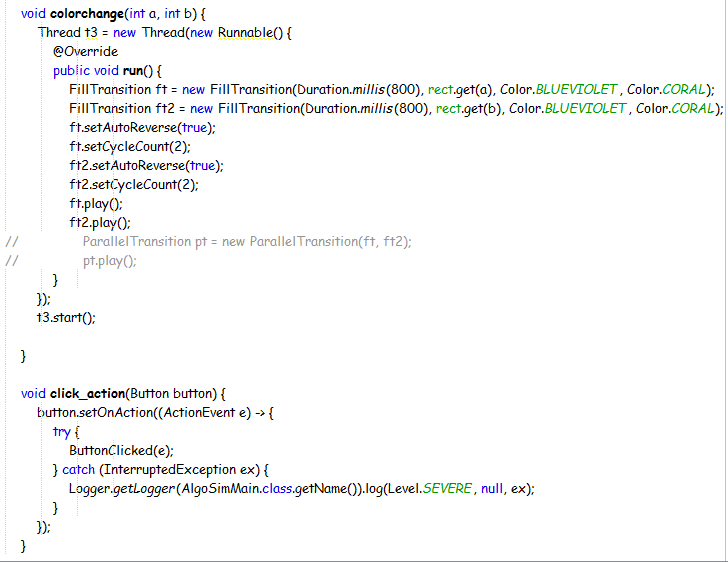 void colorchange(int a, int b) {
Thread t3 = new Thread(new Runnable() {
@Override
public void run() {
FillTransition ft = new FillTransition(Duration.millis(800), rect.get(a), Color.BLUEVIOLET, Color.CORAL);
FillTransition ft2 = new FillTransition(Duration.millis(800), rect.get(b), Color.BLUEVIOLET, Color.CORAL);
ft.setAutoReverse(true);
ft.setCycleCount(2);
ft2.setAutoReverse(true);
ft2.setCycleCount(2);
ft.play();
ft2.play();
// ParallelTransition pt = new ParallelTransition(ft, ft2);
// pt.play();
}
});
t3.start();
}
void click_action(Button button) {
button.setOnAction((ActionEvent e) -> {
try {
ButtonClicked(e);
} catch (InterruptedException ex) {
Logger.getLogger(AlgoSimMain.class.getName()).log(Level.SEVERE, null, ex);
}
});
}